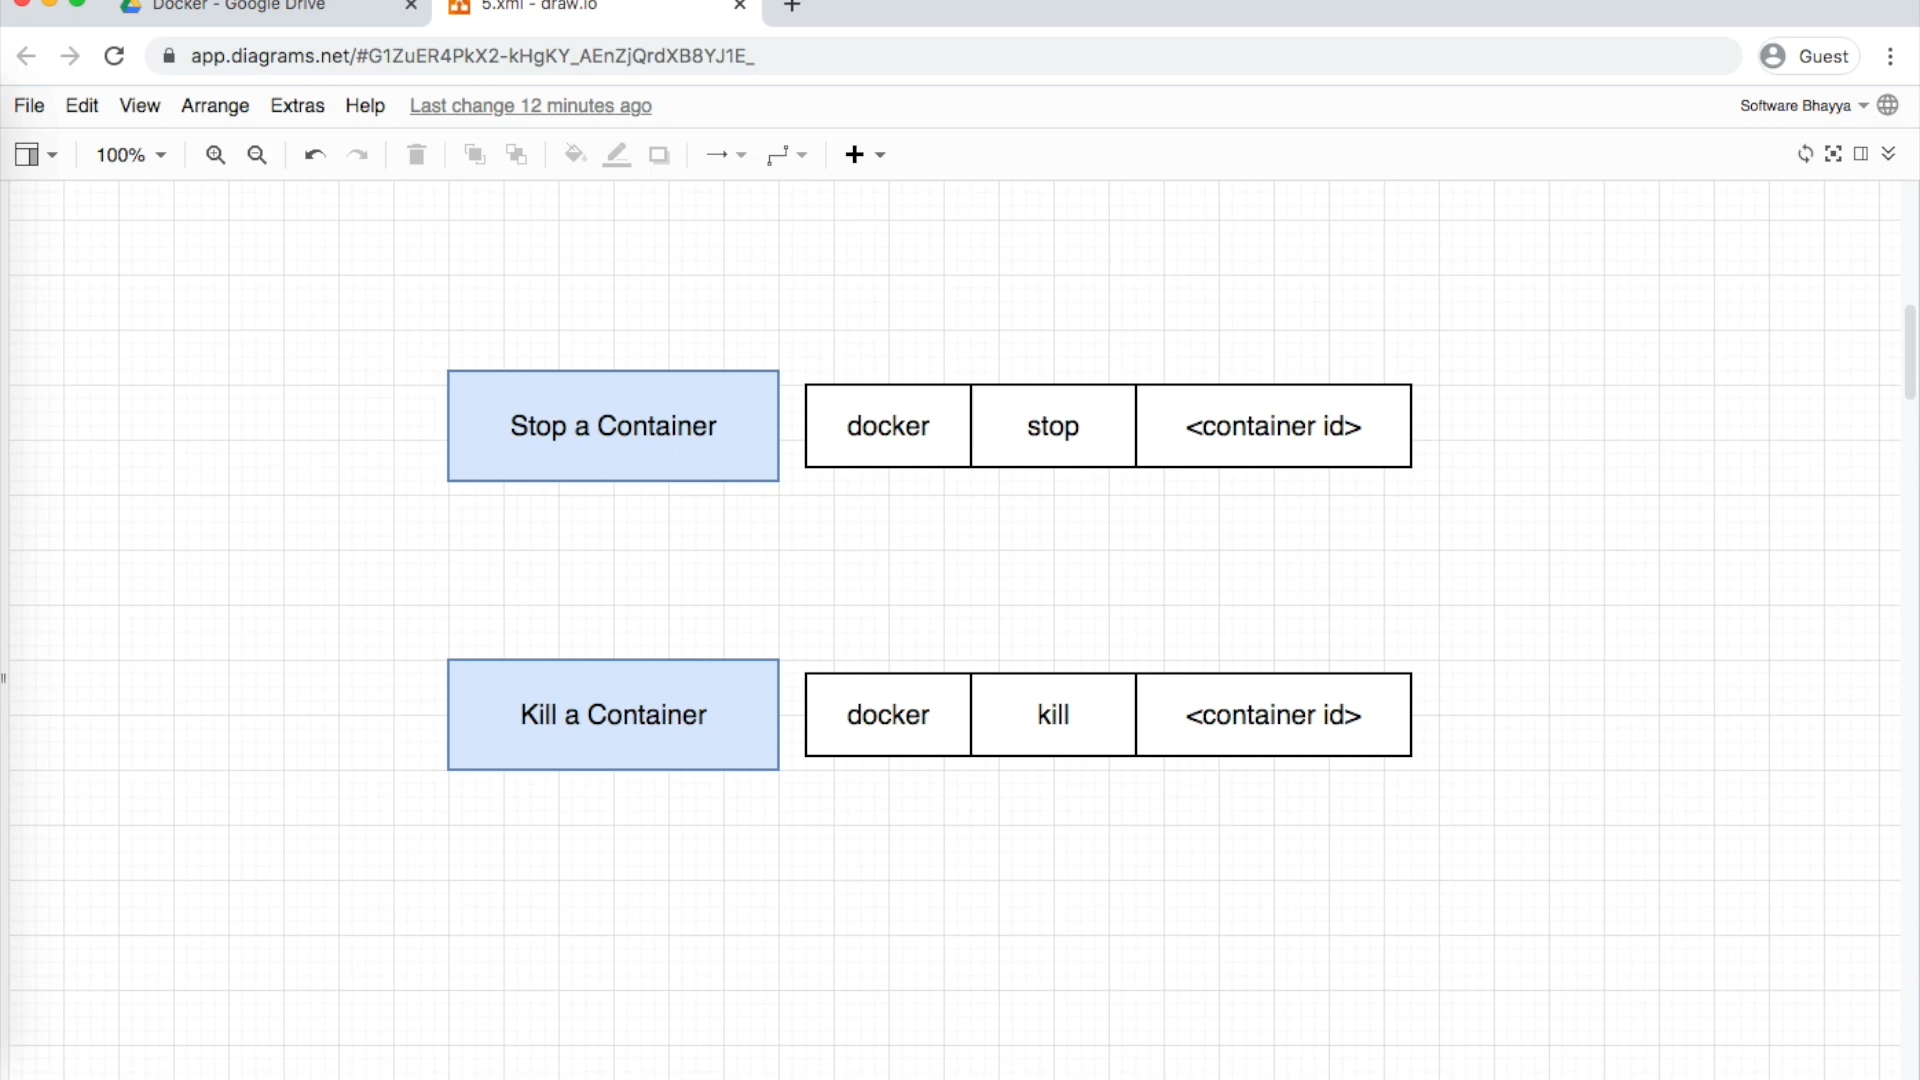 Docker - Google Drive
5.xml - draw.io
app.diagrams.net/#G1ZuER4PkX2-kHgKY_AEnZjQrdXB8YJ1E_
Guest
File Edit View Arrange Extras Help Last change 12 minutes ago
Software Bhayya
100%
Stop a Container docker stop <container id>
Kill a Container docker kill <container id>